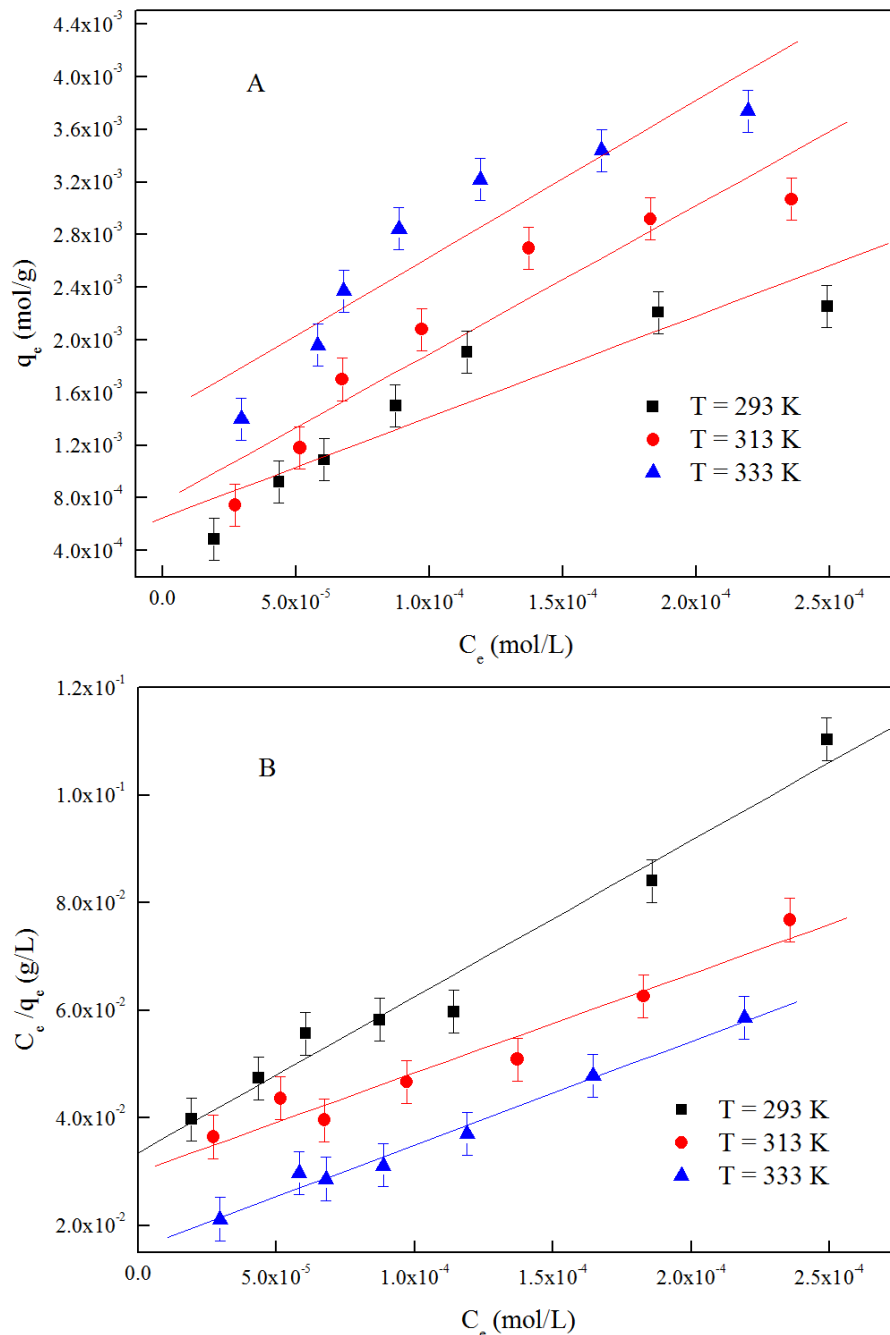 A
4.4x10⁻³
4.0x10⁻³
3.6x10⁻³
3.2x10⁻³
2.8x10⁻³
2.4x10⁻³
2.0x10⁻³
1.6x10⁻³
1.2x10⁻³
8.0x10⁻⁴
4.0x10⁻⁴
qₑ (mol/g)
T = 293 K
T = 313 K
T = 333 K
0.0 5.0x10⁻⁵ 1.0x10⁻⁴ 1.5x10⁻⁴ 2.0x10⁻⁴ 2.5x10⁻⁴
Cₑ (mol/L)
B
1.2x10⁻¹
1.0x10⁻¹
8.0x10⁻²
6.0x10⁻²
4.0x10⁻²
2.0x10⁻²
Cₑ /qₑ (g/L)
T = 293 K
T = 313 K
T = 333 K
0.0 5.0x10⁻⁵ 1.0x10⁻⁴ 1.5x10⁻⁴ 2.0x10⁻⁴ 2.5x10⁻⁴
Cₑ (mol/L)